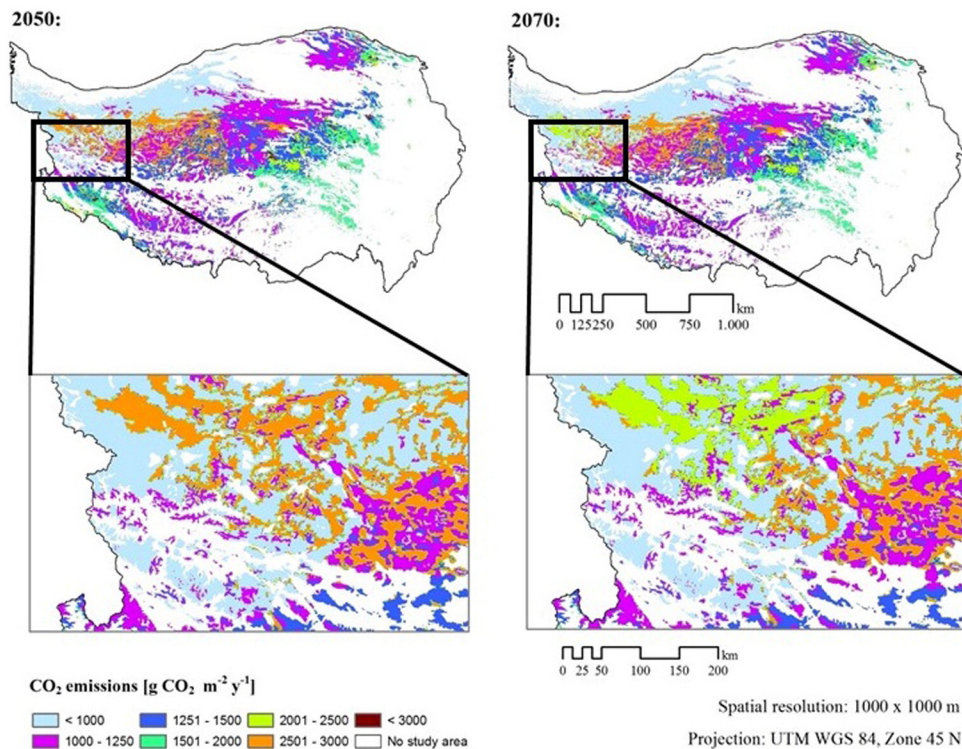 2050:
2070:
km
0 125250 500 750 1.000
km
0 25 50 100 150 200
CO₂ emissions [g CO₂ m⁻² y⁻¹]
< 1000 1251 - 1500 2001 - 2500 < 3000
1000 - 1250 1501 - 2000 2501 - 3000 No study area
Spatial resolution: 1000 x 1000 m
Projection: UTM WGS 84, Zone 45 N